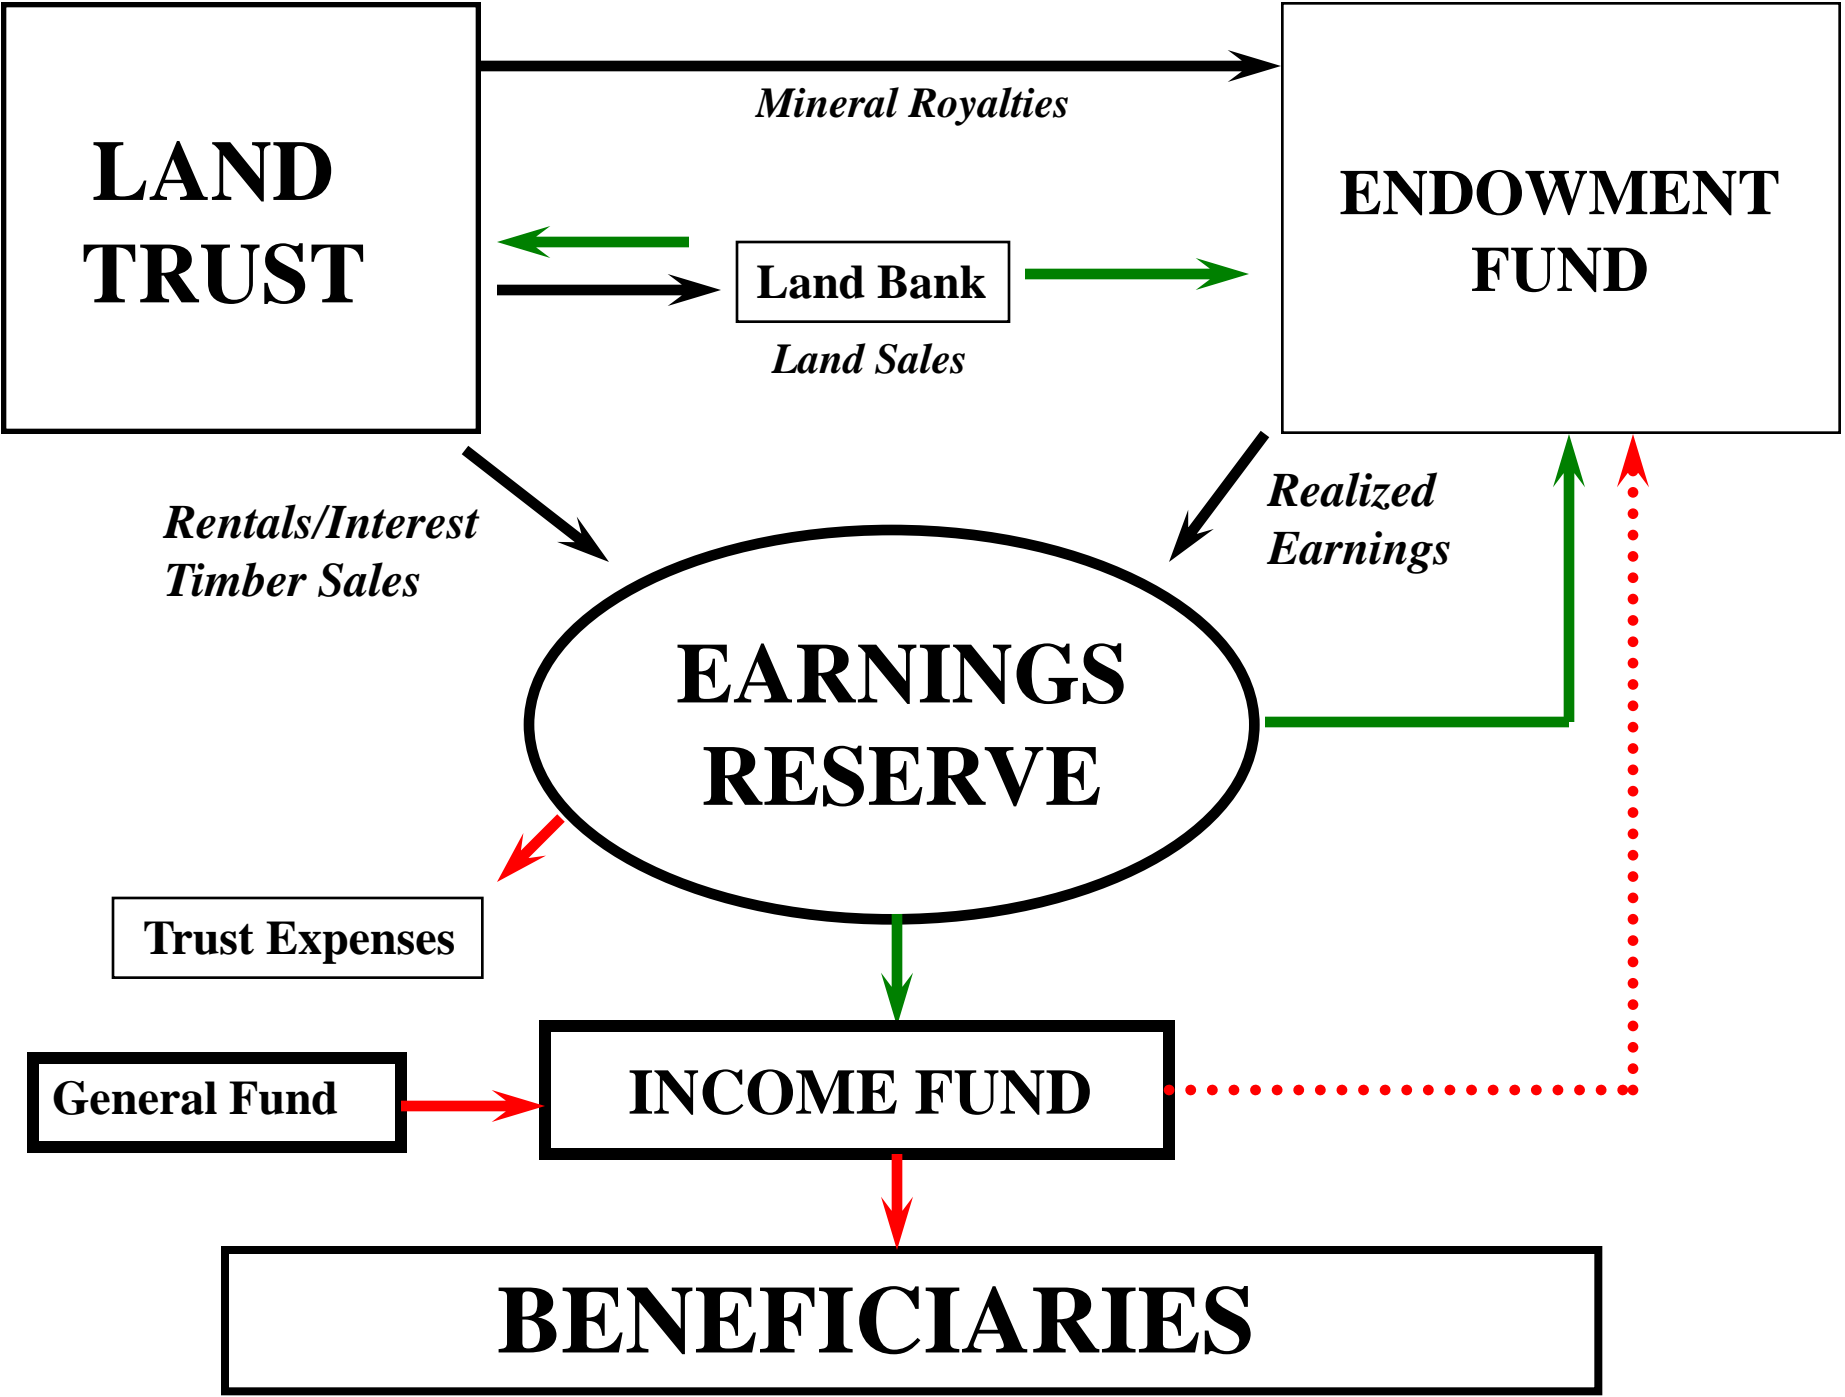 Mineral Royalties
LAND
TRUST
ENDOWMENT
FUND
Land Bank
Land Sales
Rentals/Interest
Timber Sales
Realized
Earnings
EARNINGS
RESERVE
Trust Expenses
General Fund
INCOME FUND
BENEFICIARIES